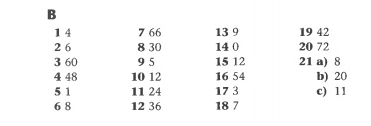 B
1 4 7 66 13 9 19 42
2 6 8 30 14 0 20 72
3 60 9 5 15 12 21 a) 8
4 48 10 12 16 54 b) 20
5 1 11 24 17 3 c) 11
6 8 12 36 18 7